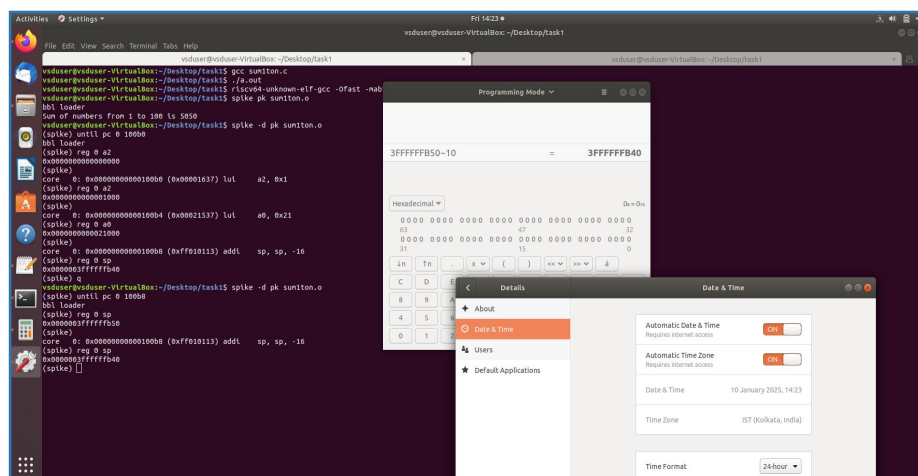 Activities Settings Fri 14:23
vsduser@vsduser-VirtualBox: ~/Desktop/task1
File Edit View Search Terminal Tabs Help
vsduser@vsduser-VirtualBox: ~/Desktop/task1 × vsduser@vsduser-VirtualBox: ~/Desktop/task1
vsduser@vsduser-VirtualBox:~/Desktop/task1$ gcc sum1ton.c
vsduser@vsduser-VirtualBox:~/Desktop/task1$ ./a.out
vsduser@vsduser-VirtualBox:~/Desktop/task1$ riscv64-unknown-elf-gcc -Ofast -mab
vsduser@vsduser-VirtualBox:~/Desktop/task1$ spike pk sum1ton.o
bbl loader
Sum of numbers from 1 to 100 is 5050
vsduser@vsduser-VirtualBox:~/Desktop/task1$ spike -d pk sum1ton.o
(spike) until pc 0 100b0
bbl loader
(spike) reg 0 a2
0x0000000000000000
(spike)
core 0: 0x00000000000100b0 (0x00001637) lui a2, 0x1
(spike) reg 0 a2
0x0000000000001000
(spike)
core 0: 0x00000000000100b4 (0x00021537) lui a0, 0x21
(spike) reg 0 a0
0x0000000000021000
(spike)
core 0: 0x00000000000100b8 (0xff010113) addi sp, sp, -16
(spike) reg 0 sp
0x0000003ffffffb40
(spike) q
vsduser@vsduser-VirtualBox:~/Desktop/task1$ spike -d pk sum1ton.o
(spike) until pc 0 100b8
bbl loader
(spike) reg 0 sp
0x0000003ffffffb50
(spike)
core 0: 0x00000000000100b8 (0xff010113) addi sp, sp, -16
(spike) reg 0 sp
0x0000003ffffffb40
(spike)
Programming Mode
3FFFFFFB50−10 = 3FFFFFFB40
Hexadecimal
0000 0000 0000 0000 0000 0000 0000 0000
63 47 32
0000 0000 0000 0000 0000 0000 0000 0000
31 15 0
↓n ↑n . x ( ) << >> á
C D E
8 9 A
4 5 6
0 1 2
Details Date & Time
About
Date & Time
Users
Default Applications
Automatic Date & Time ON
Requires internet access
Automatic Time Zone ON
Requires internet access
Date & Time 10 January 2025, 14:23
Time Zone IST (Kolkata, India)
Time Format 24-hour